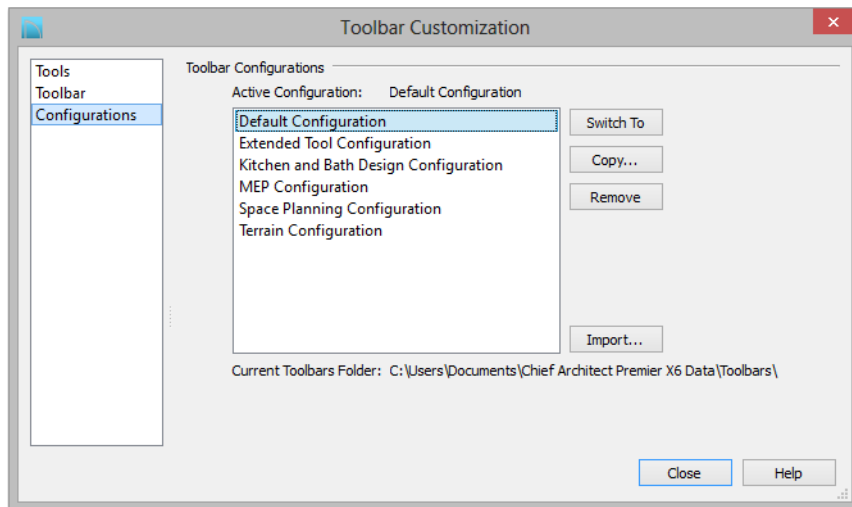 Toolbar Customization
Tools
Toolbar
Configurations
Toolbar Configurations
Active Configuration: Default Configuration
Default Configuration
Extended Tool Configuration
Kitchen and Bath Design Configuration
MEP Configuration
Space Planning Configuration
Terrain Configuration
Switch To
Copy...
Remove
Import...
Current Toolbars Folder: C:\Users\Documents\Chief Architect Premier X6 Data\Toolbars\
Close
Help